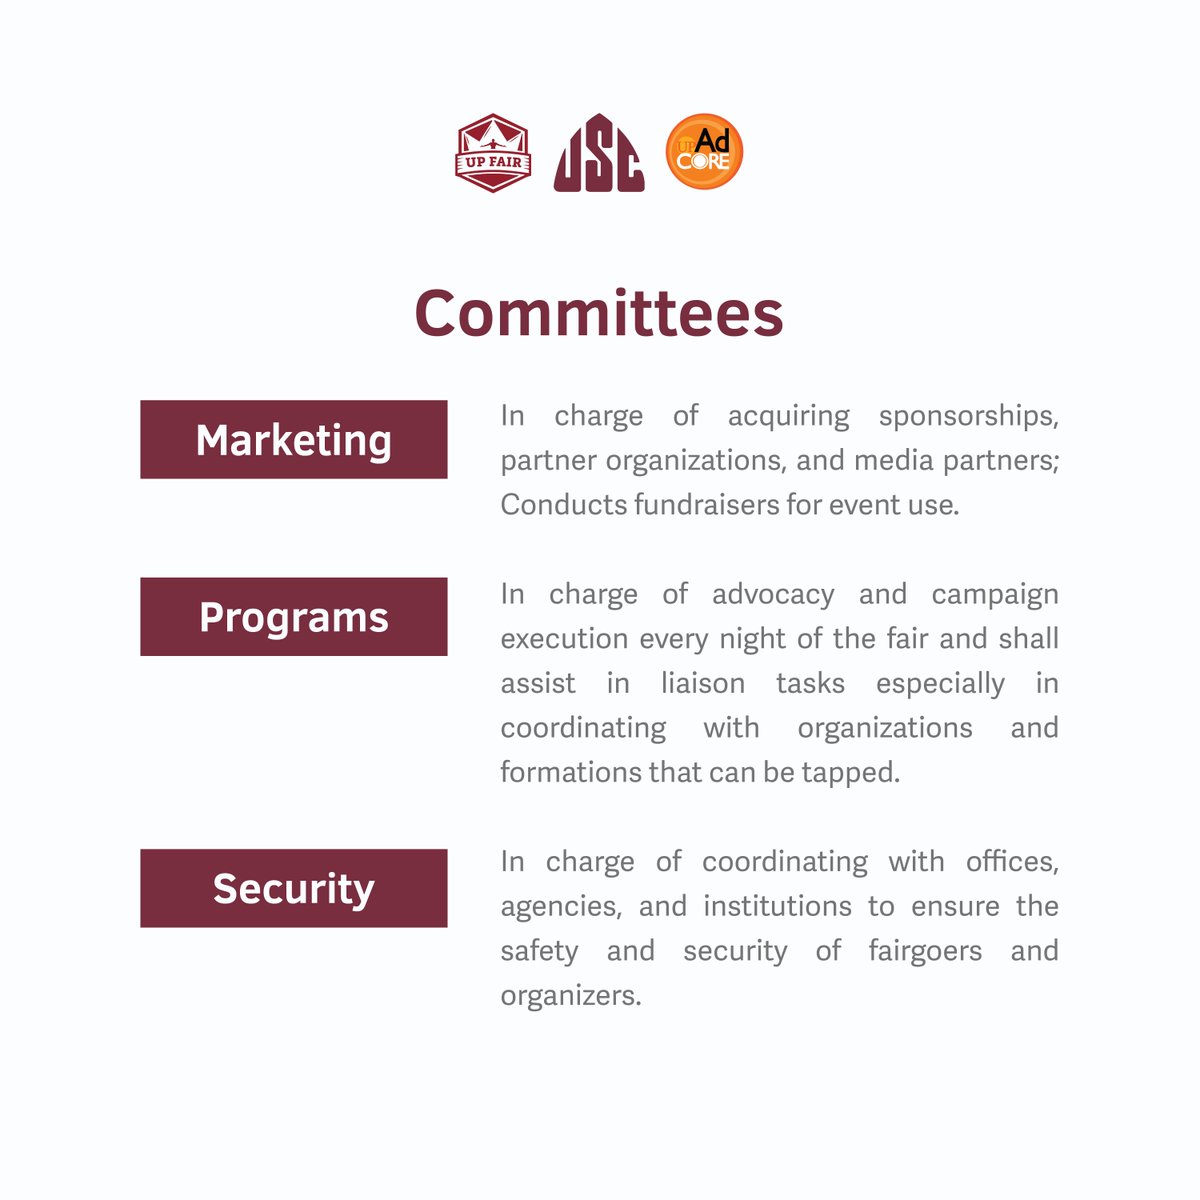 UP FAIR
USC
UP Ad
CORE
Committees
Marketing
In charge of acquiring sponsorships,
partner organizations, and media partners;
Conducts fundraisers for event use.
Programs
In charge of advocacy and campaign
execution every night of the fair and shall
assist in liaison tasks especially in
coordinating with organizations and
formations that can be tapped.
Security
In charge of coordinating with offices,
agencies, and institutions to ensure the
safety and security of fairgoers and
organizers.